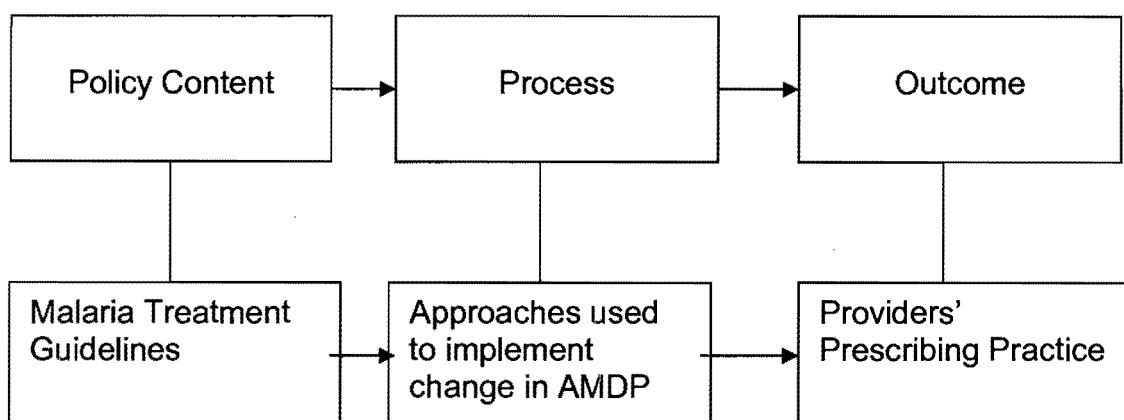 Policy Content
Process
Outcome
Malaria Treatment
Guidelines
Approaches used
to implement
change in AMDP
Providers'
Prescribing Practice